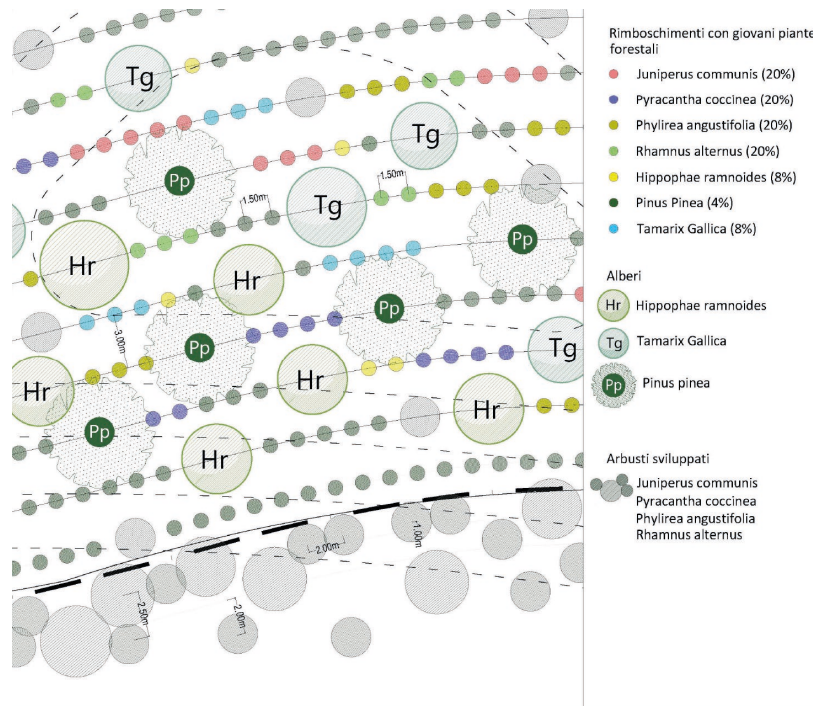 Tg
Tg
Pp
Tg
1.50m
1.50m
Pp
Hr
Hr
Pp
3.00m
Pp
Tg
Hr
Hr
Hr
Pp
Hr
2.00m
1.00m
2.50m
2.00m
Rimboschimenti con giovani piante
forestali
Juniperus communis (20%)
Pyracantha coccinea (20%)
Phylirea angustifolia (20%)
Rhamnus alternus (20%)
Hippophae ramnoides (8%)
Pinus Pinea (4%)
Tamarix Gallica (8%)
Alberi
Hr Hippophae ramnoides
Tg Tamarix Gallica
Pp Pinus pinea
Arbusti sviluppati
Juniperus communis
Pyracantha coccinea
Phylirea angustifolia
Rhamnus alternus